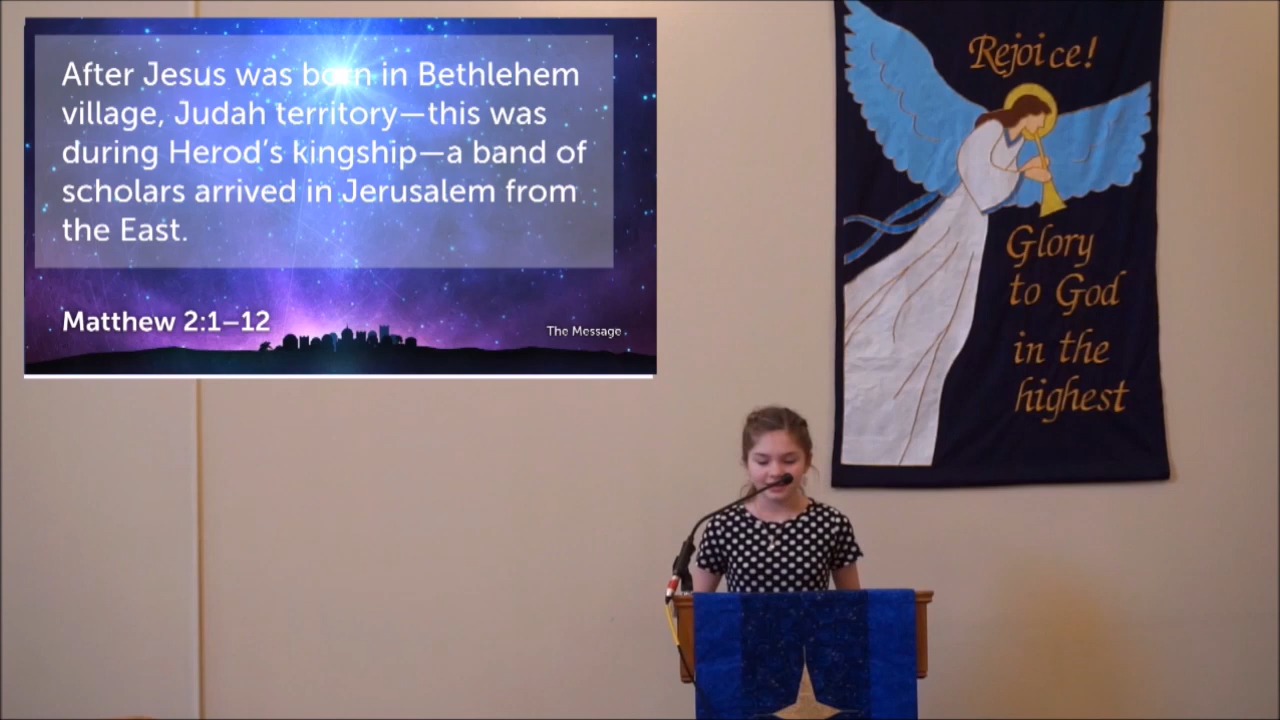 After Jesus was born in Bethlehem
village, Judah territory—this was
during Herod’s kingship—a band of
scholars arrived in Jerusalem from
the East.
Matthew 2:1–12
The Message
Rejoice!
Glory
to God
in the
highest